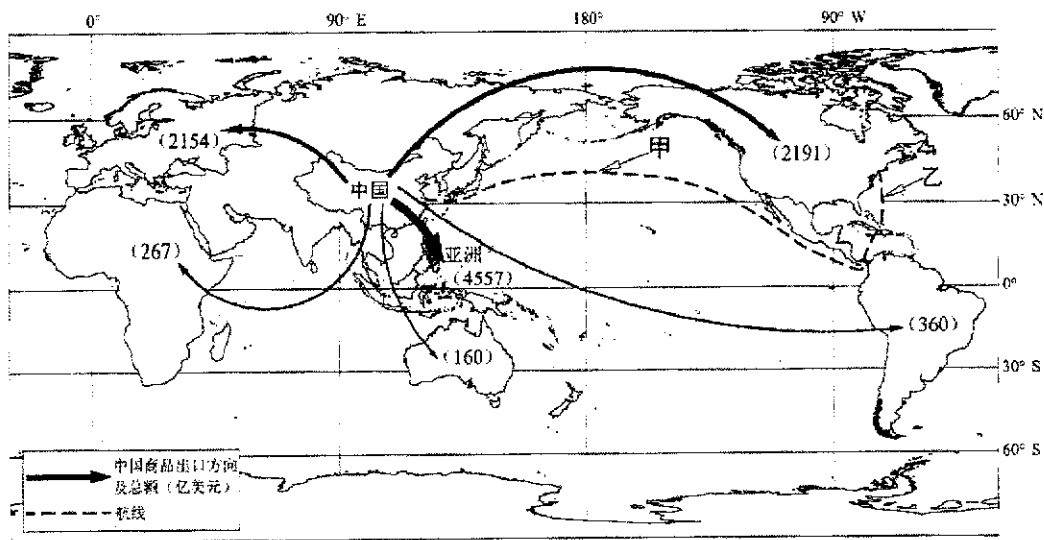 0°
90° E
180°
90° W
60° N
(2154)
甲
(2191)
乙
中国
30° N
(267)
亚洲
(4557)
0°
(360)
(160)
30° S
60° S
中国商品出口方向
及总额（亿美元）
航线